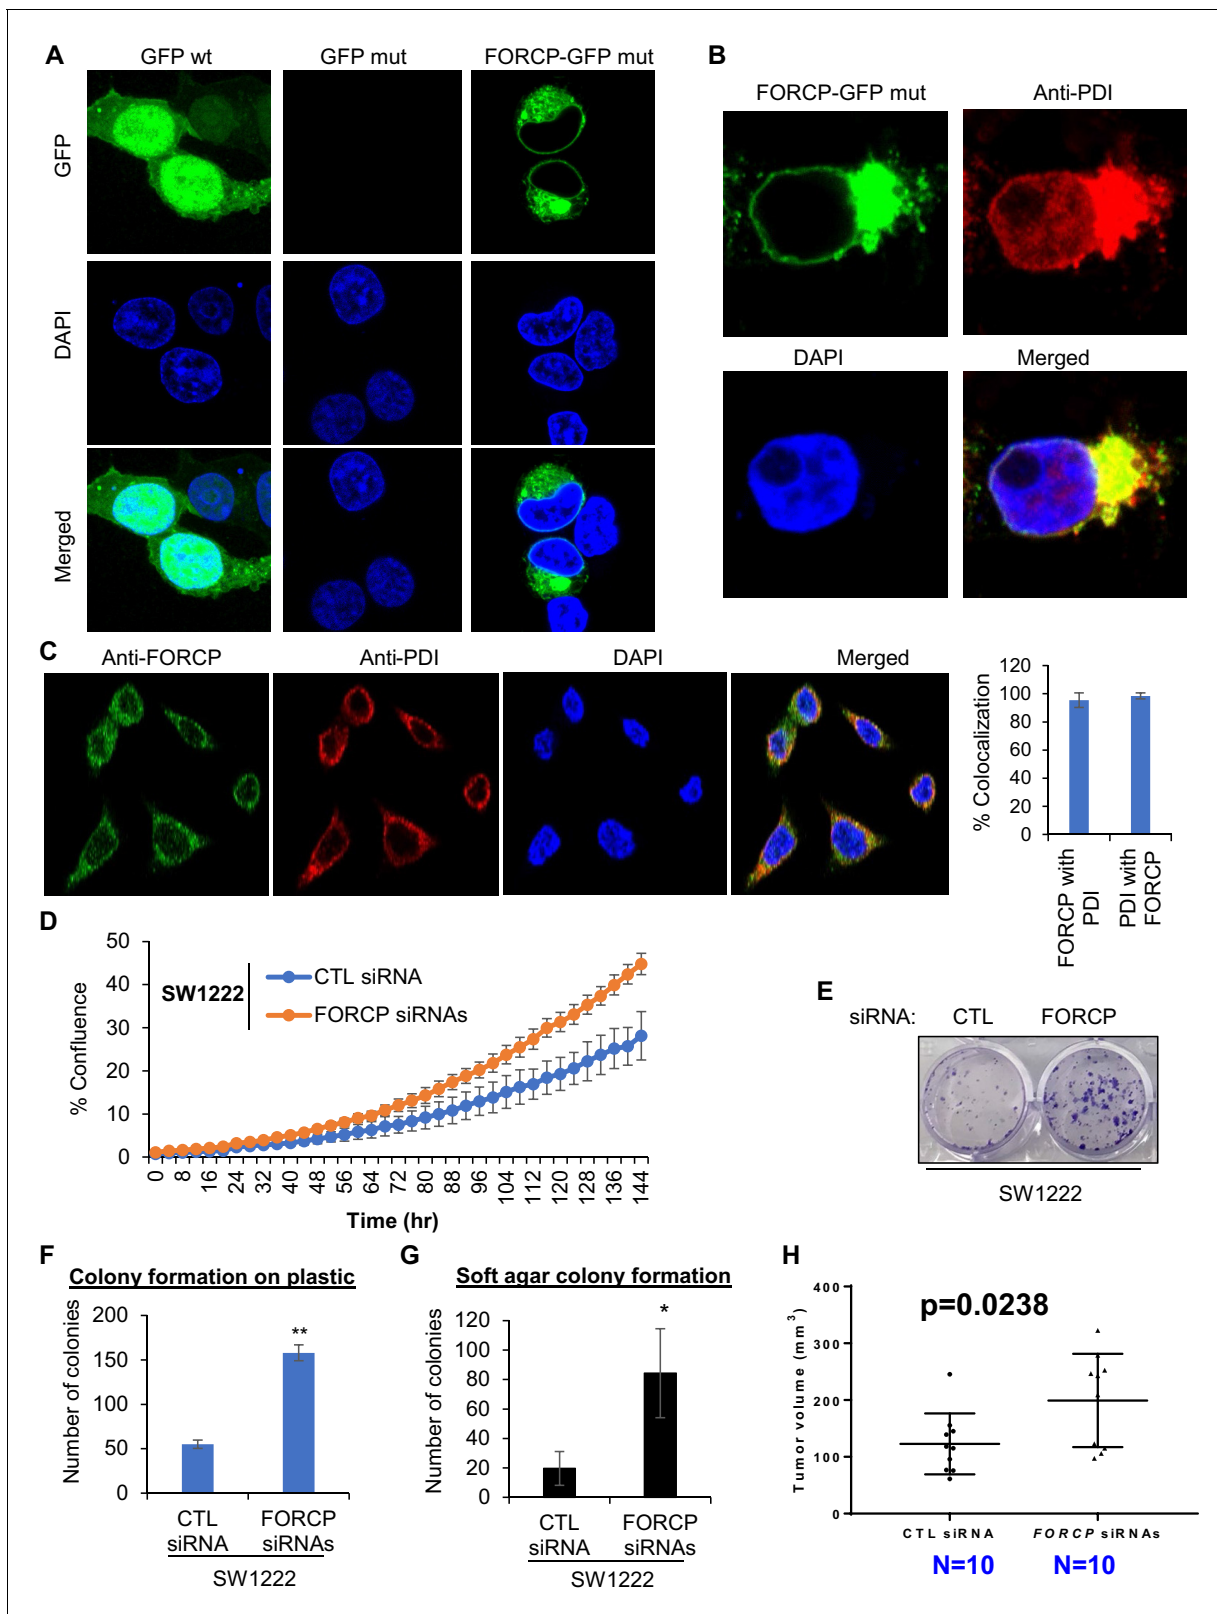 A
GFP wt
GFP mut
FORCP-GFP mut
GFP
DAPI
Merged
B
FORCP-GFP mut
Anti-PDI
DAPI
Merged
C
Anti-FORCP
Anti-PDI
DAPI
Merged
% Colocalization
120
100
80
60
40
20
0
FORCP with
PDI
PDI with
FORCP
D
% Confluence
50
40
30
20
10
0
SW1222
CTL siRNA
FORCP siRNAs
0
8
16
24
32
40
48
56
64
72
80
88
96
104
112
120
128
136
144
Time (hr)
E
siRNA:
CTL
FORCP
SW1222
F
Colony formation on plastic
Number of colonies
200
150
100
50
0
**
CTL
siRNA
FORCP
siRNAs
SW1222
G
Soft agar colony formation
Number of colonies
120
100
80
60
40
20
0
*
CTL
siRNA
FORCP
siRNAs
SW1222
H
p=0.0238
Tumor volume (mm3)
400
300
200
100
0
CTL siRNA
FORCP siRNAs
N=10
N=10